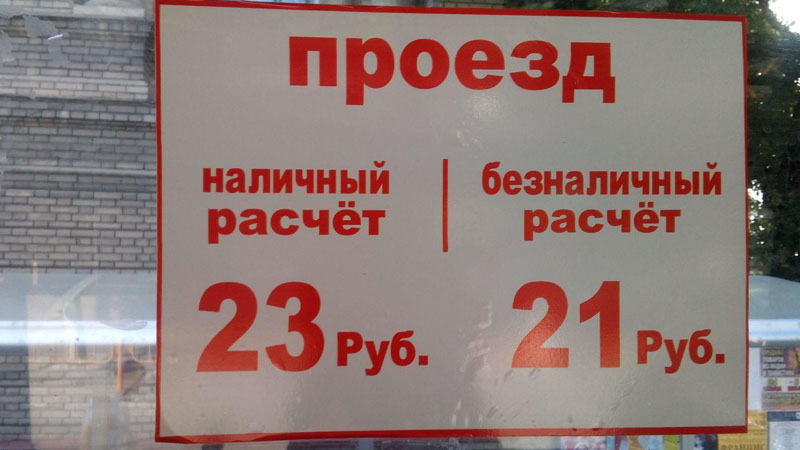 проезд
наличный расчёт
безналичный расчёт
23 Руб.
21 Руб.